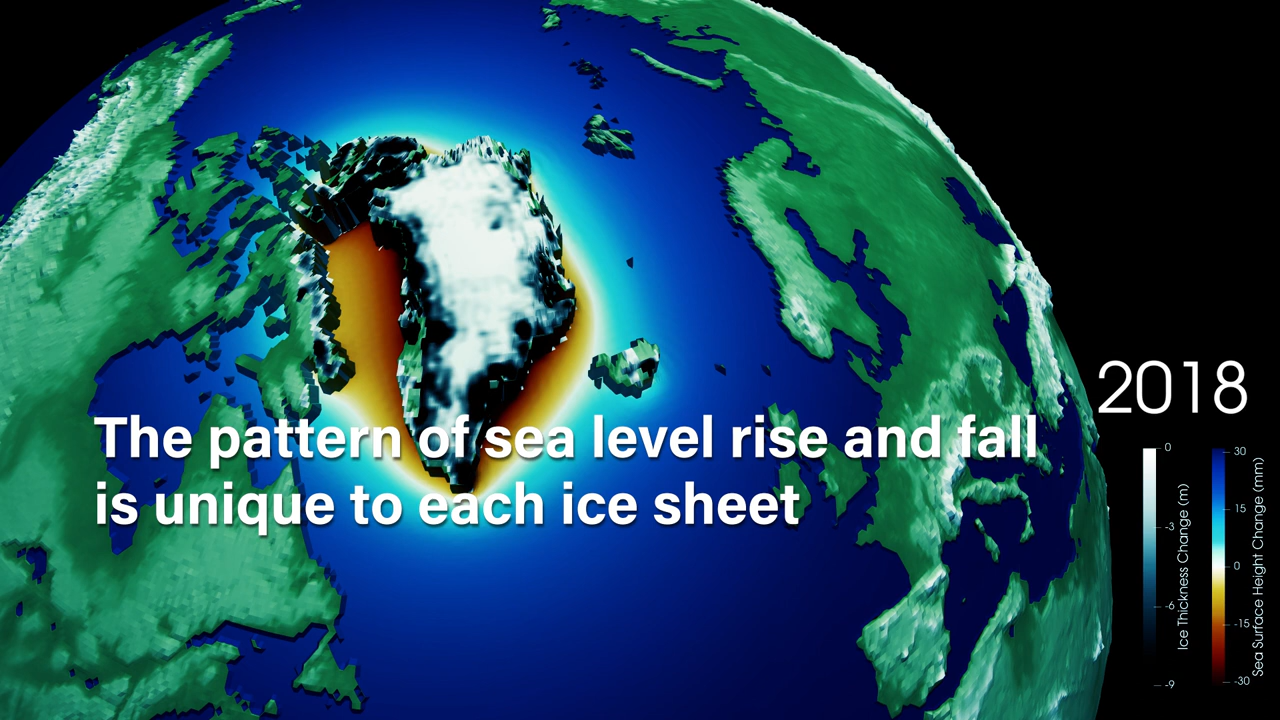 The pattern of sea level rise and fall
is unique to each ice sheet
2018
0
-3
-6
-9
Ice Thickness Change (m)
30
15
0
-15
-30
Sea Surface Height Change (mm)